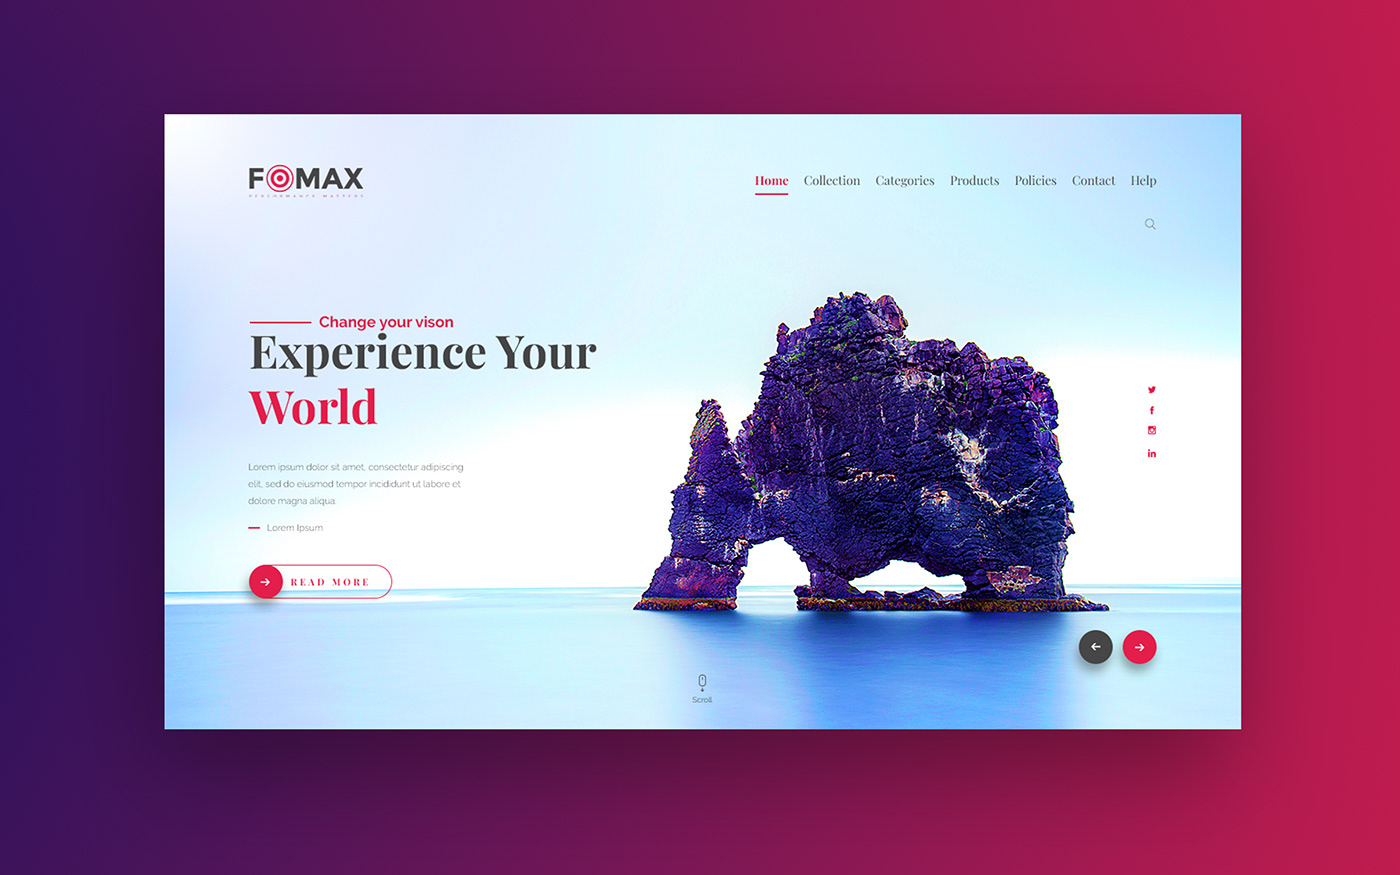 FOMAX
PERFORMANCE MATTERS
Home Collection Categories Products Policies Contact Help
Change your vison
Experience Your
World
Lorem ipsum dolor sit amet, consectetur adipiscing
elit, sed do eiusmod tempor incididunt ut labore et
dolore magna aliqua.
Lorem Ipsum
READ MORE
Scroll